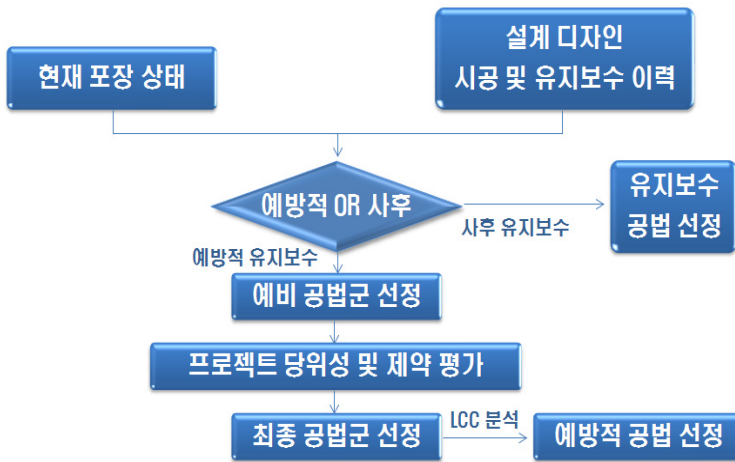 현재 포장 상태
설계 디자인
시공 및 유지보수 이력
예방적 OR 사후
유지보수
공법 선정
사후 유지보수
예방적 유지보수
예비 공법군 선정
프로젝트 당위성 및 제약 평가
최종 공법군 선정
LCC 분석
예방적 공법 선정